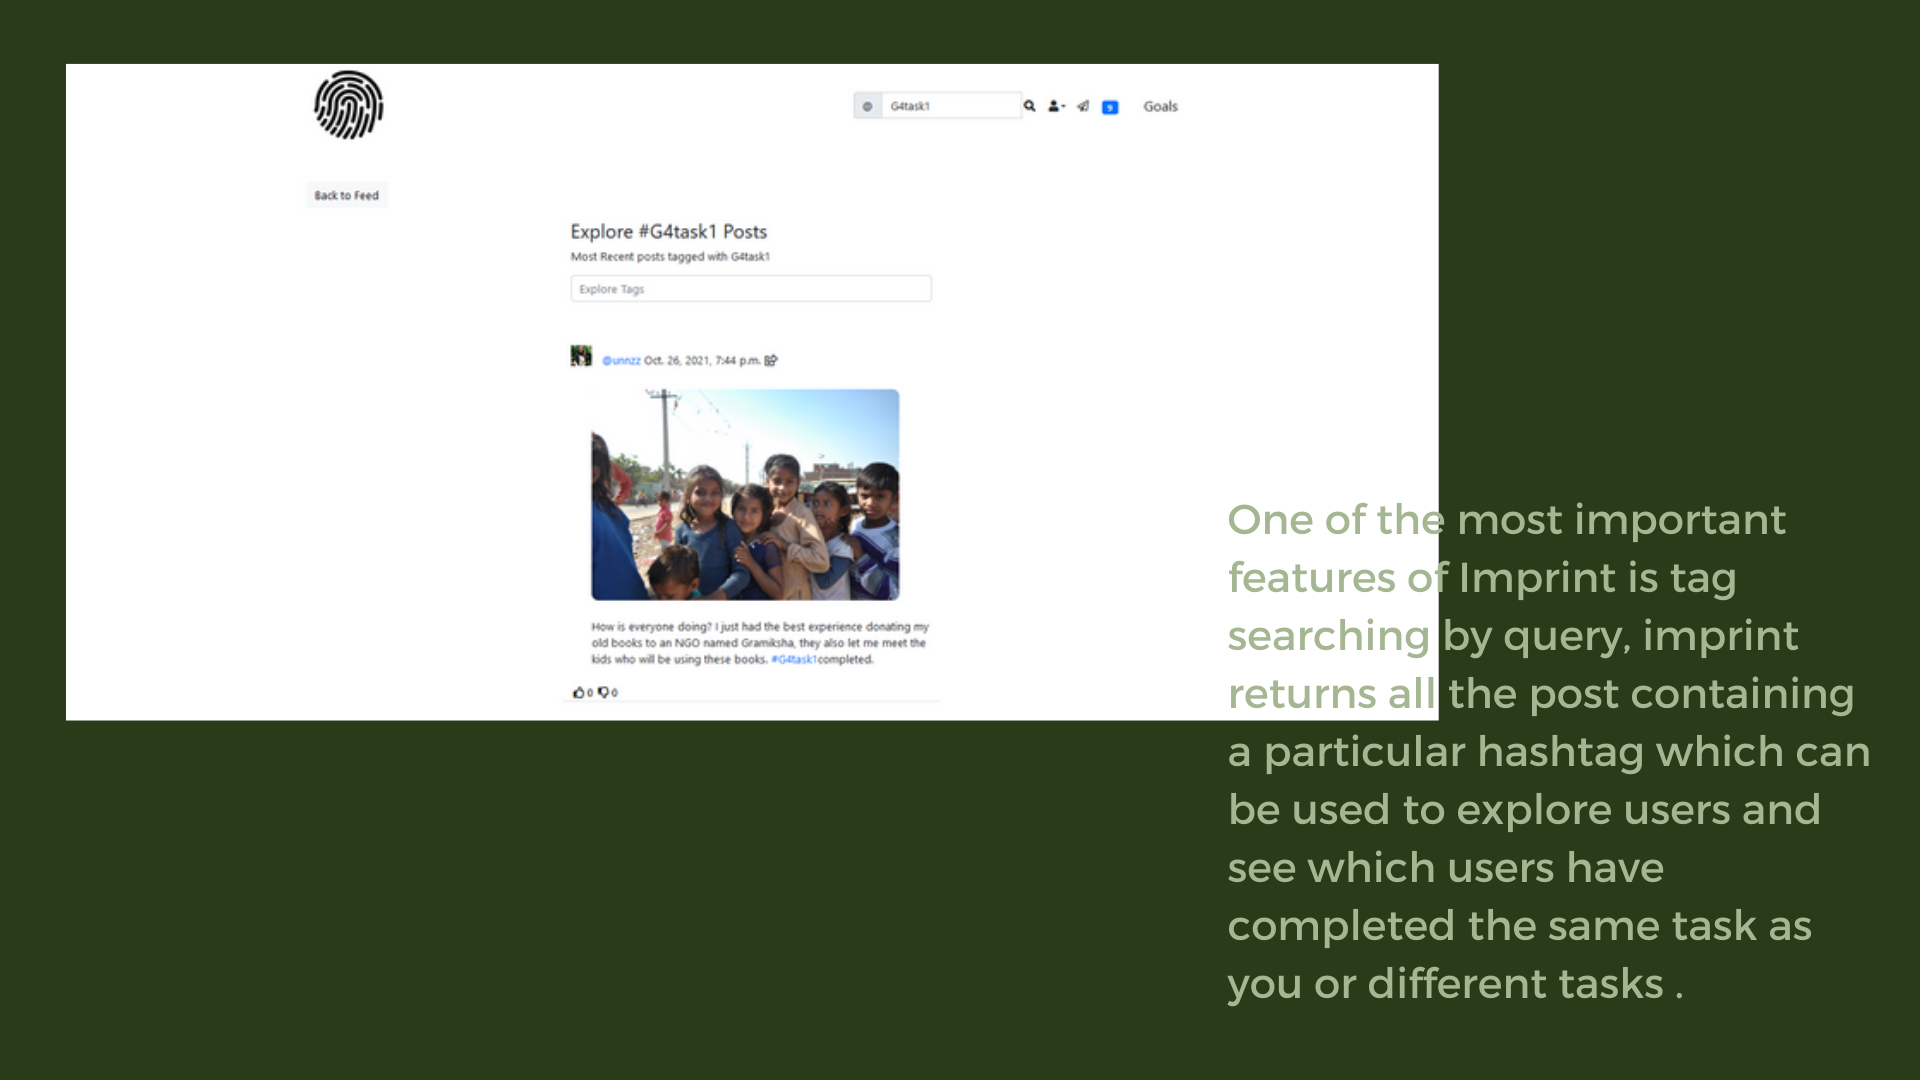 @ G4task1 9 Goals
Back to Feed
Explore #G4task1 Posts
Most Recent posts tagged with G4task1
Explore Tags
@unnzz Oct. 26, 2021, 7:44 p.m.
How is everyone doing? I just had the best experience donating my
old books to an NGO named Gramiksha, they also let me meet the
kids who will be using these books. #G4task1completed.
0 0
One of the most important
features of Imprint is tag
searching by query, imprint
returns all the post containing
a particular hashtag which can
be used to explore users and
see which users have
completed the same task as
you or different tasks .